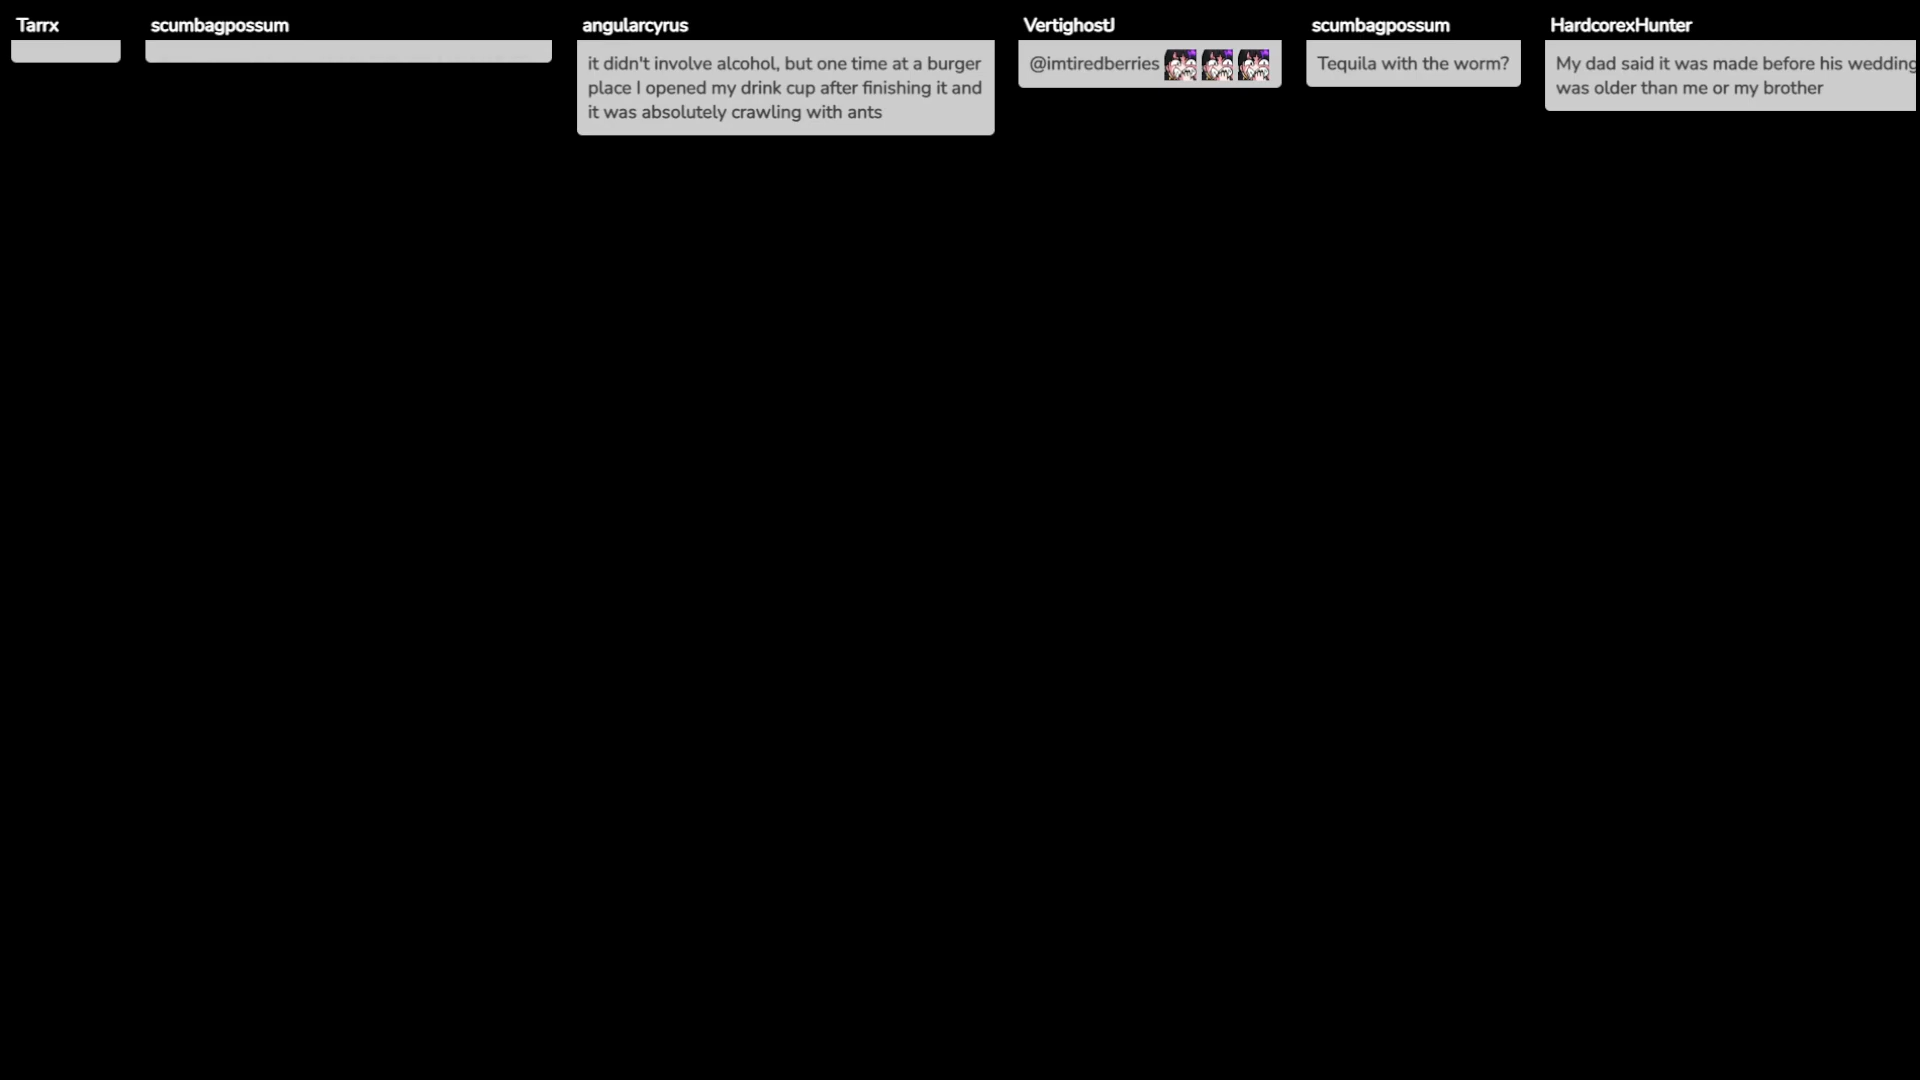 Tarrx
scumbagpossum
angularcyrus
it didn't involve alcohol, but one time at a burger
place I opened my drink cup after finishing it and
it was absolutely crawling with ants
VertighostJ
@imtiredberries
scumbagpossum
Tequila with the worm?
HardcorexHunter
My dad said it was made before his wedding
was older than me or my brother